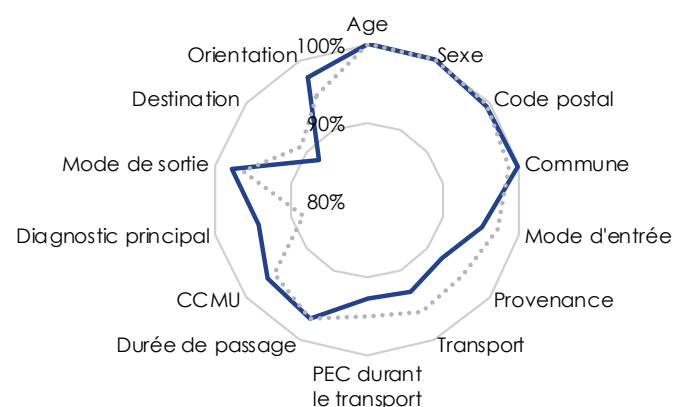 Age
100%
Orientation
Sexe
Destination
Code postal
90%
Mode de sortie
Commune
80%
Diagnostic principal
Mode d'entrée
CCMU
Provenance
Durée de passage
Transport
PEC durant
le transport